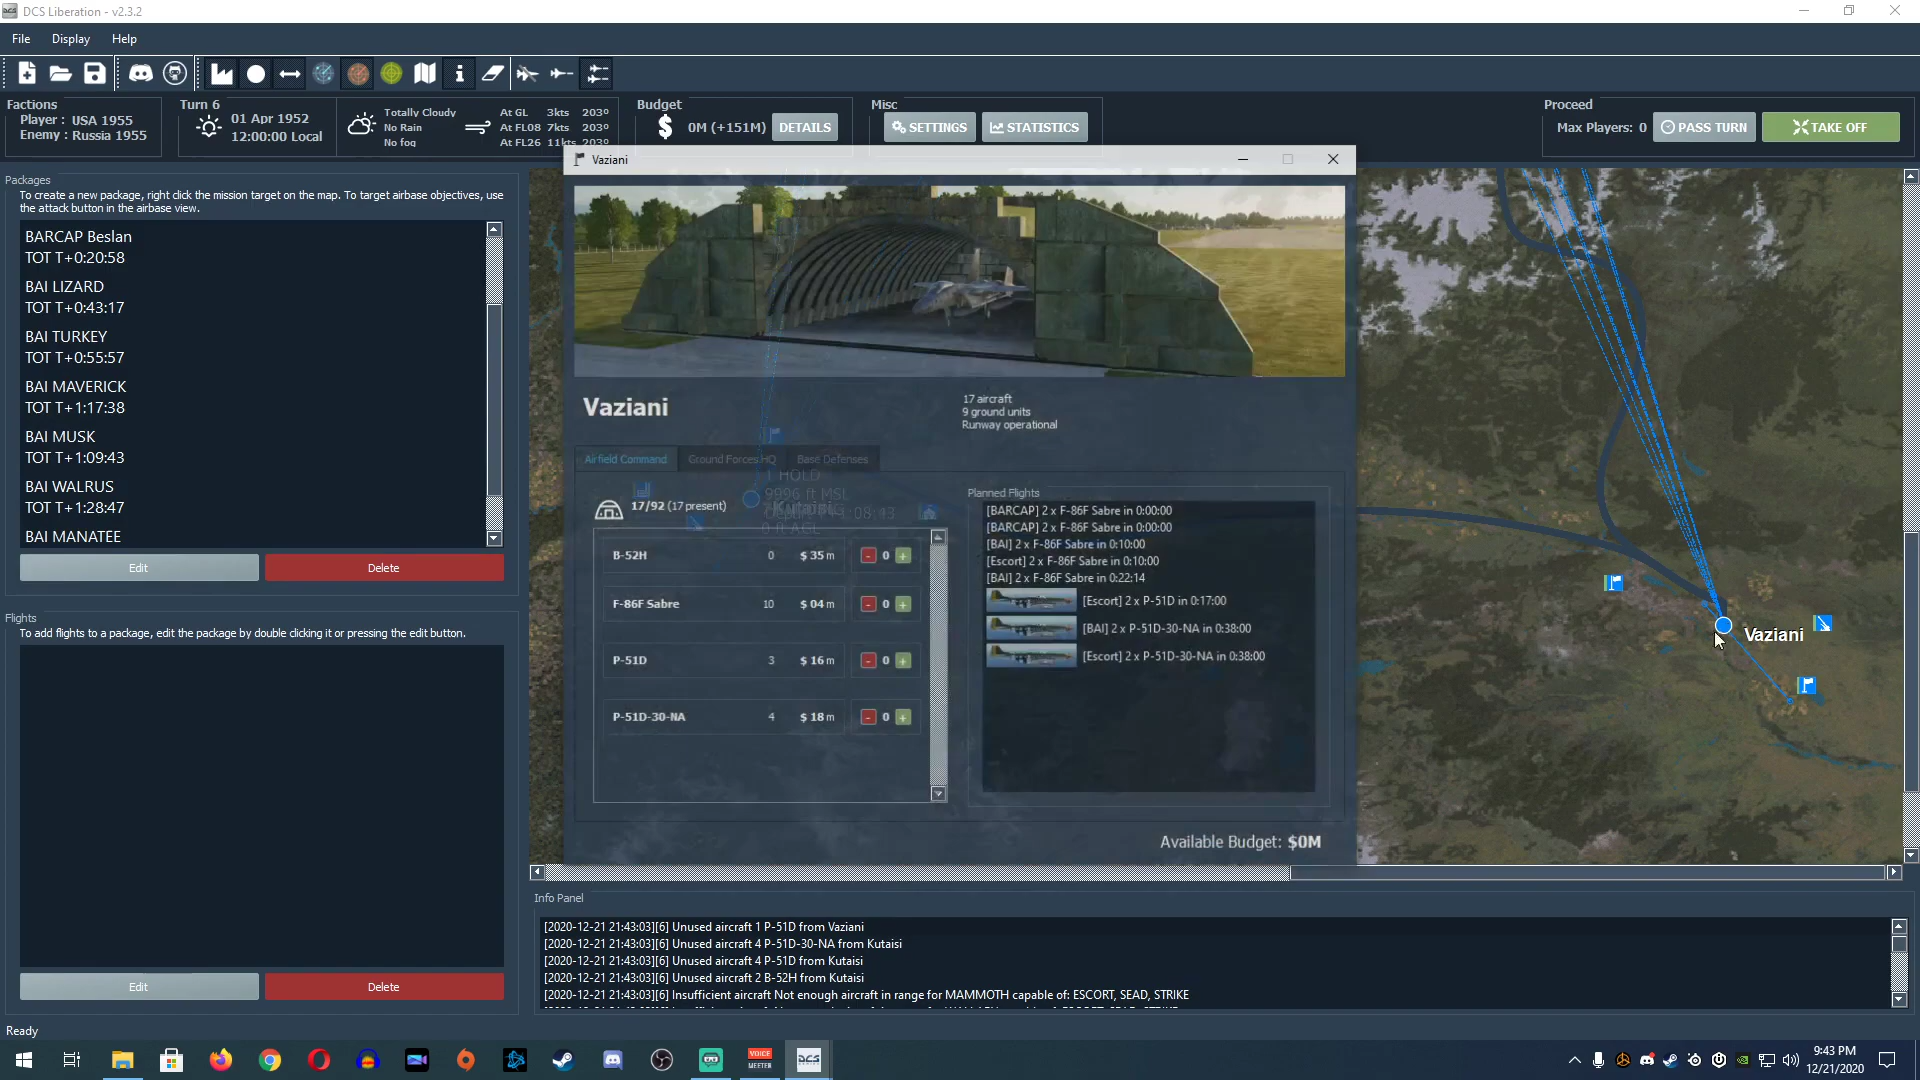 DCS Liberation - v2.3.2
File
Display
Help
Factions
Player : USA 1955
Enemy : Russia 1955
Turn 6
01 Apr 1952
12:00:00 Local
Totally Cloudy
No Rain
No fog
At GL 3kts 203º
At FL08 7kts 203º
At FL26 11kts 203º
Budget
0M (+151M)
DETAILS
Misc
SETTINGS
STATISTICS
Proceed
Max Players: 0
PASS TURN
TAKE OFF
Packages
To create a new package, right click the mission target on the map. To target airbase objectives, use
the attack button in the airbase view.
BARCAP Beslan
TOT T+0:20:58
BAI LIZARD
TOT T+0:43:17
BAI TURKEY
TOT T+0:55:57
BAI MAVERICK
TOT T+1:17:38
BAI MUSK
TOT T+1:09:43
BAI WALRUS
TOT T+1:28:47
BAI MANATEE
Edit
Delete
Flights
To add flights to a package, edit the package by double clicking it or pressing the edit button.
Edit
Delete
Ready
Vaziani
Vaziani
17 aircraft
9 ground units
Runway operational
Airfield Command
Ground Forces HQ
Base Defenses
1 HOLD
9996 ft MSL
17/92 (17 present)
B-52H 0 $ 35 m - 0 +
F-86F Sabre 10 $ 04 m - 0 +
P-51D 3 $ 16 m - 0 +
P-51D-30-NA 4 $ 18 m - 0 +
Planned Flights
[BARCAP] 2 x F-86F Sabre in 0:00:00
[BARCAP] 2 x F-86F Sabre in 0:00:00
[BAI] 2 x F-86F Sabre in 0:10:00
[Escort] 2 x F-86F Sabre in 0:10:00
[BAI] 2 x F-86F Sabre in 0:22:14
[Escort] 2 x P-51D in 0:17:00
[BAI] 2 x P-51D-30-NA in 0:38:00
[Escort] 2 x P-51D-30-NA in 0:38:00
Available Budget: $0M
Vaziani
Info Panel
[2020-12-21 21:43:03][6] Unused aircraft 1 P-51D from Vaziani
[2020-12-21 21:43:03][6] Unused aircraft 4 P-51D-30-NA from Kutaisi
[2020-12-21 21:43:03][6] Unused aircraft 4 P-51D from Kutaisi
[2020-12-21 21:43:03][6] Unused aircraft 2 B-52H from Kutaisi
[2020-12-21 21:43:03][6] Insufficient aircraft Not enough aircraft in range for MAMMOTH capable of: ESCORT, SEAD, STRIKE
VOICE
MEETER
DCS
9:43 PM
12/21/2020